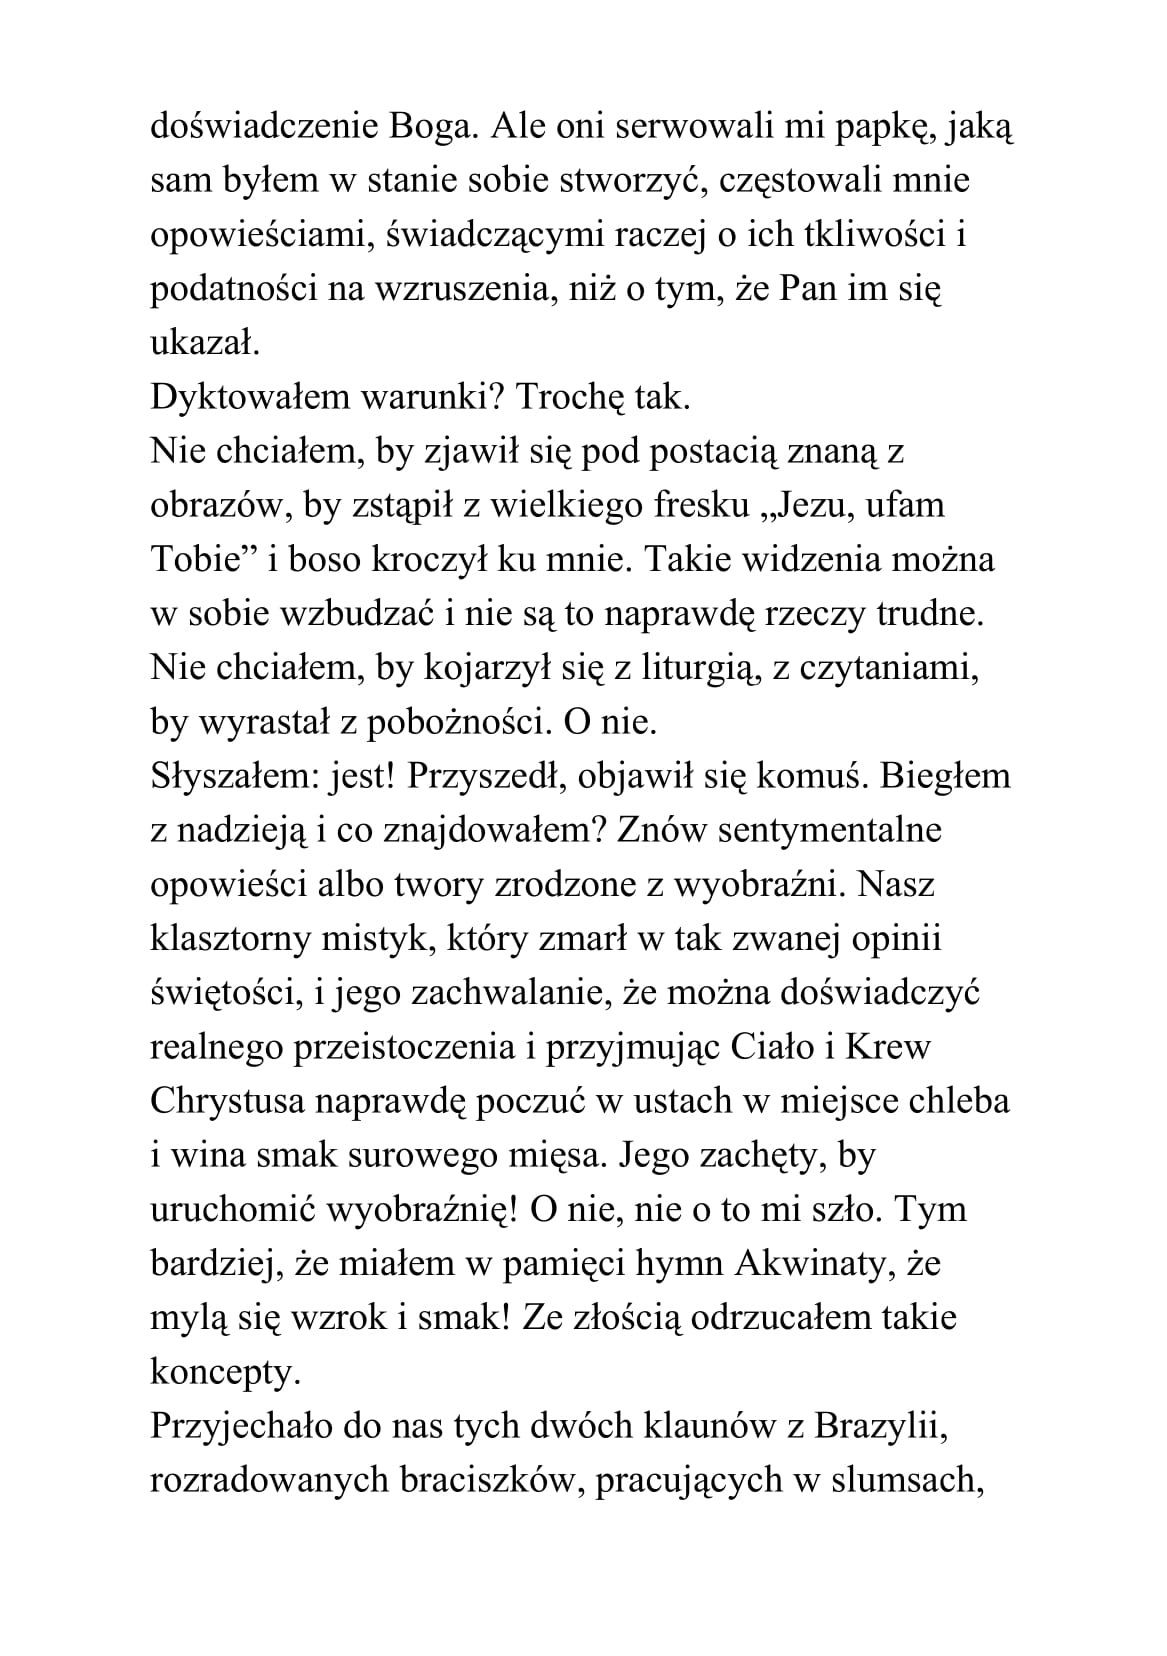 doświadczenie Boga. Ale oni serwowali mi papkę, jaką
sam byłem w stanie sobie stworzyć, częstowali mnie
opowieściami, świadczącymi raczej o ich tkliwości i
podatności na wzruszenia, niż o tym, że Pan im się
ukazał.
Dyktowałem warunki? Trochę tak.
Nie chciałem, by zjawił się pod postacią znaną z
obrazów, by zstąpił z wielkiego fresku „Jezu, ufam
Tobie” i boso kroczył ku mnie. Takie widzenia można
w sobie wzbudzać i nie są to naprawdę rzeczy trudne.
Nie chciałem, by kojarzył się z liturgią, z czytaniami,
by wyrastał z pobożności. O nie.
Słyszałem: jest! Przyszedł, objawił się komuś. Biegłem
z nadzieją i co znajdowałem? Znów sentymentalne
opowieści albo twory zrodzone z wyobraźni. Nasz
klasztorny mistyk, który zmarł w tak zwanej opinii
świętości, i jego zachwalanie, że można doświadczyć
realnego przeistoczenia i przyjmując Ciało i Krew
Chrystusa naprawdę poczuć w ustach w miejsce chleba
i wina smak surowego mięsa. Jego zachęty, by
uruchomić wyobraźnię! O nie, nie o to mi szło. Tym
bardziej, że miałem w pamięci hymn Akwinaty, że
mylą się wzrok i smak! Ze złością odrzucałem takie
koncepty.
Przyjechało do nas tych dwóch klaunów z Brazylii,
rozradowanych braciszków, pracujących w slumsach,